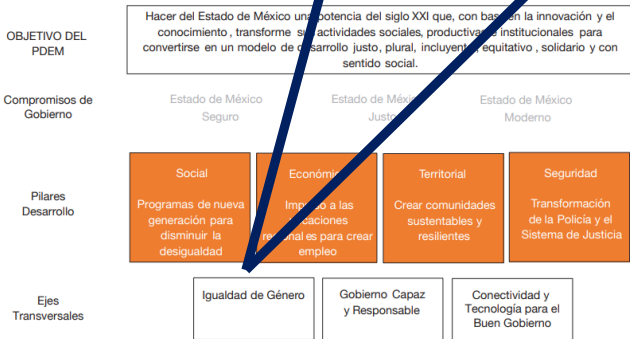 OBJETIVO DEL
PDEM
Hacer del Estado de México una potencia del siglo XXI que, con base en la innovación y el
conocimiento , transforme sus actividades sociales, productivas e institucionales para
convertirse en un modelo de desarrollo justo, plural, incluyente, equitativo , solidario y con
sentido social.
Compromisos de
Gobierno
Estado de México
Seguro
Estado de México
Justo
Estado de México
Moderno
Pilares
Desarrollo
Social
Programas de nueva
generación para
disminuir la
desigualdad
Económico
Impulso a las
vocaciones
regional es para crear
empleo
Territorial
Crear comunidades
sustentables y
resilientes
Seguridad
Transformación
de la Policía y el
Sistema de Justicia
Ejes
Transversales
Igualdad de Género
Gobierno Capaz
y Responsable
Conectividad y
Tecnología para el
Buen Gobierno